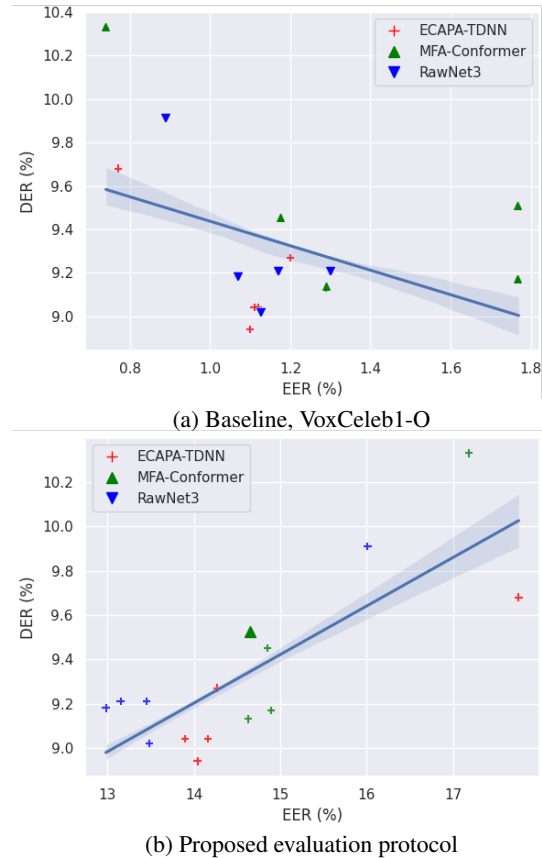 10.4
10.2
10.0
9.8
9.6
9.4
9.2
9.0
DER (%)
ECAPA-TDNN
MFA-Conformer
RawNet3
0.8 1.0 1.2 1.4 1.6 1.8
EER (%)
(a) Baseline, VoxCeleb1-O
10.2
10.0
9.8
9.6
9.4
9.2
9.0
DER (%)
ECAPA-TDNN
MFA-Conformer
RawNet3
13 14 15 16 17
EER (%)
(b) Proposed evaluation protocol